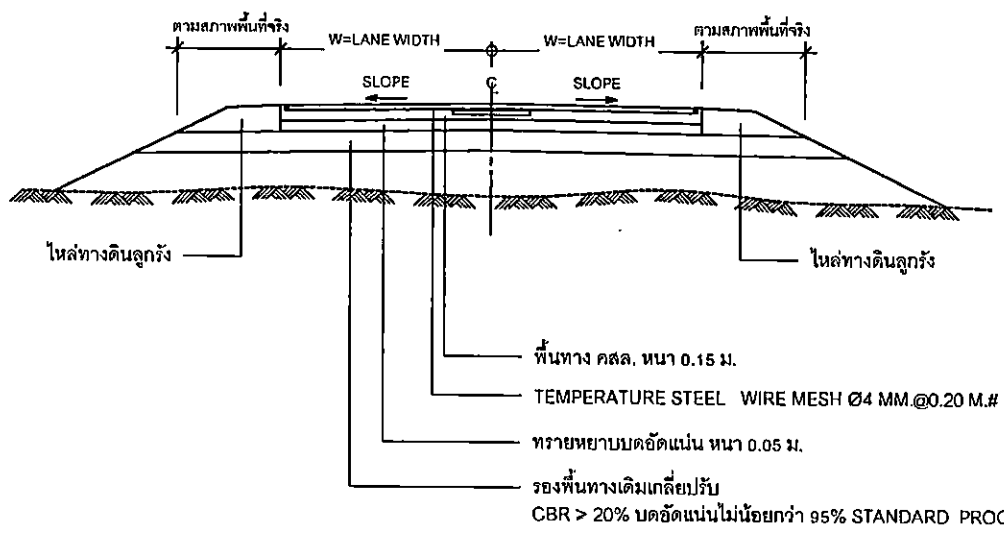 ตามสภาพพื้นที่จริง
W=LANE WIDTH
W=LANE WIDTH
ตามสภาพพื้นที่จริง
SLOPE
C
SLOPE
ไหล่ทางดินลูกรัง
ไหล่ทางดินลูกรัง
พื้นทาง คสล. หนา 0.15 ม.
TEMPERATURE STEEL WIRE MESH Ø4 MM.@0.20 M.#
ทรายหยาบบดอัดแน่น หนา 0.05 ม.
รองพื้นทางเดิมเกลี่ยปรับ
CBR > 20% บดอัดแน่นไม่น้อยกว่า 95% STANDARD